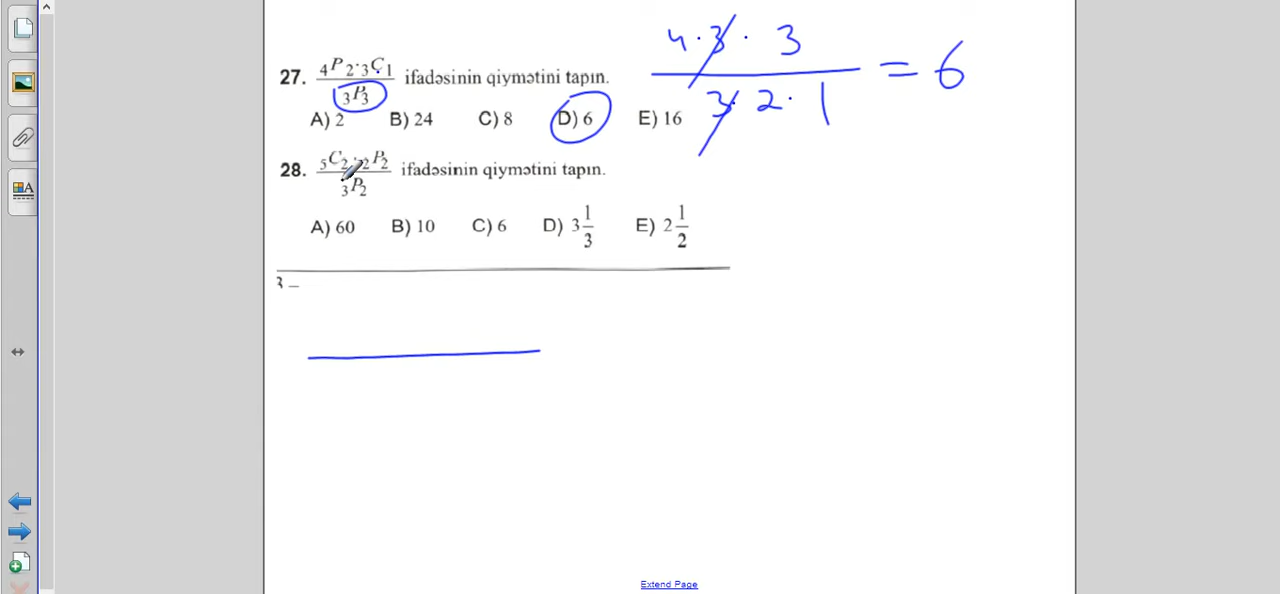 4 · 3 · 3
27. ₄P₂·₃C₁ / ₃P₃ ifadəsinin qiymətini tapın.
= 6
3 · 2 · 1
A) 2 B) 24 C) 8 D) 6 E) 16
28. ₅C₂·₂P₂ / ₃P₂ ifadəsinin qiymətini tapın.
A) 60 B) 10 C) 6 D) 3 1/3 E) 2 1/2
3 –
Extend Page